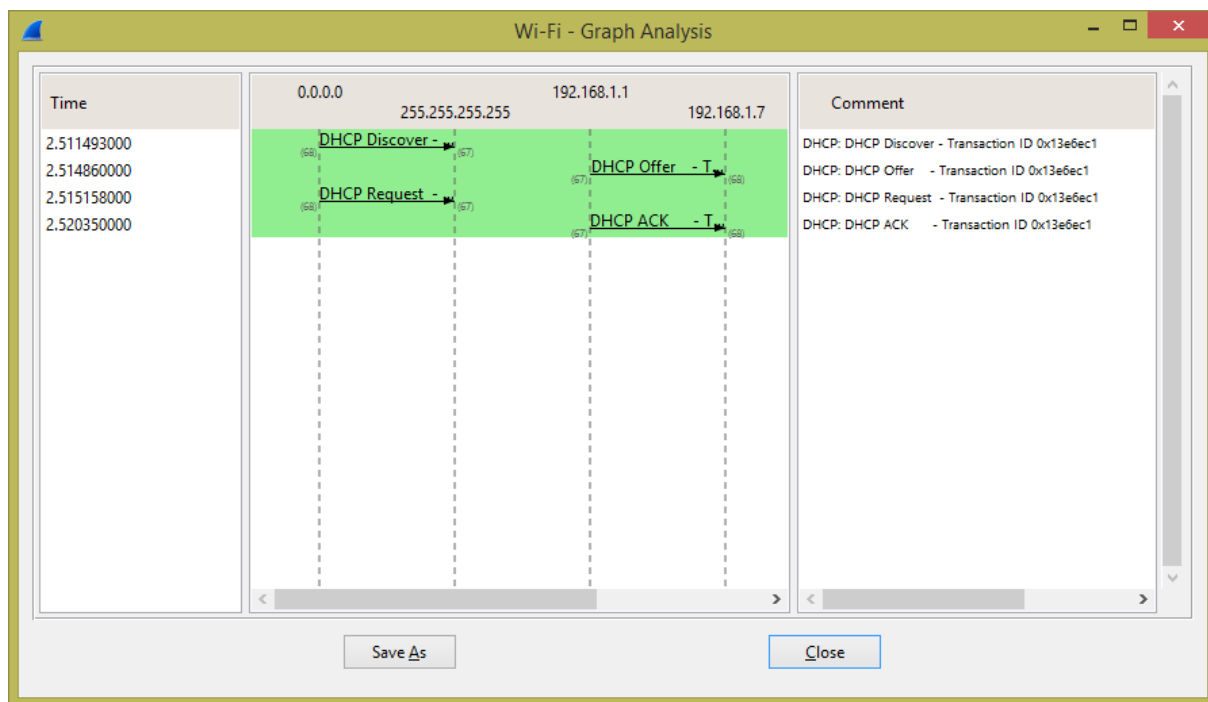 Wi-Fi - Graph Analysis
Time
0.0.0.0
192.168.1.1
255.255.255.255
192.168.1.7
Comment
2.511493000
(68) DHCP Discover - ... (67)
DHCP: DHCP Discover - Transaction ID 0x13e6ec1
2.514860000
(67) DHCP Offer - T... (68)
DHCP: DHCP Offer - Transaction ID 0x13e6ec1
2.515158000
(68) DHCP Request - ... (67)
DHCP: DHCP Request - Transaction ID 0x13e6ec1
2.520350000
(67) DHCP ACK - T... (68)
DHCP: DHCP ACK - Transaction ID 0x13e6ec1
Save As
Close